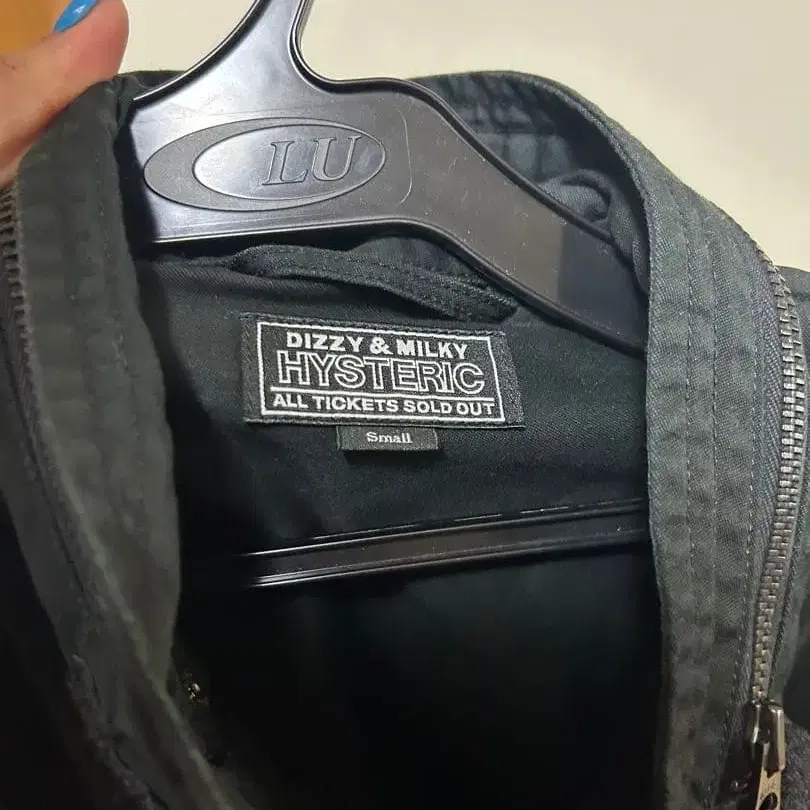 LU
DIZZY & MILKY
HYSTERIC
ALL TICKETS SOLD OUT
Small